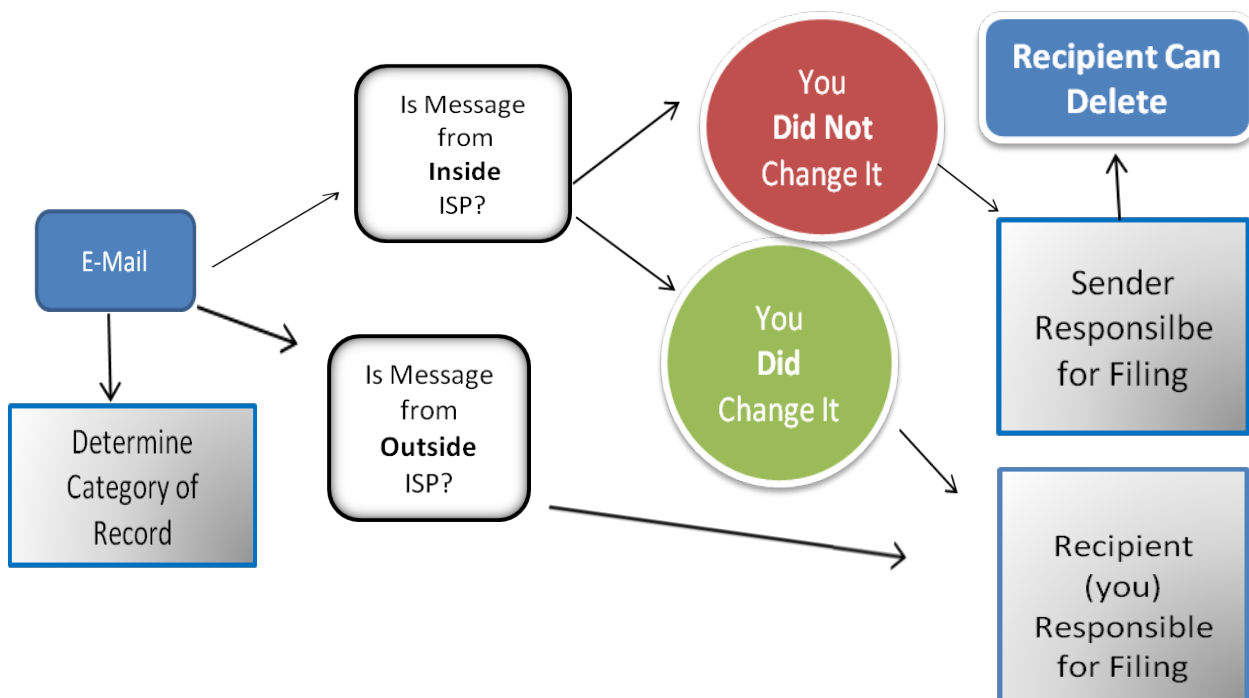 E-Mail
Determine
Category of
Record
Is Message
from
Inside
ISP?
Is Message
from
Outside
ISP?
You
Did Not
Change It
You
Did
Change It
Recipient Can
Delete
Sender
Responsilbe
for Filing
Recipient
(you)
Responsible
for Filing